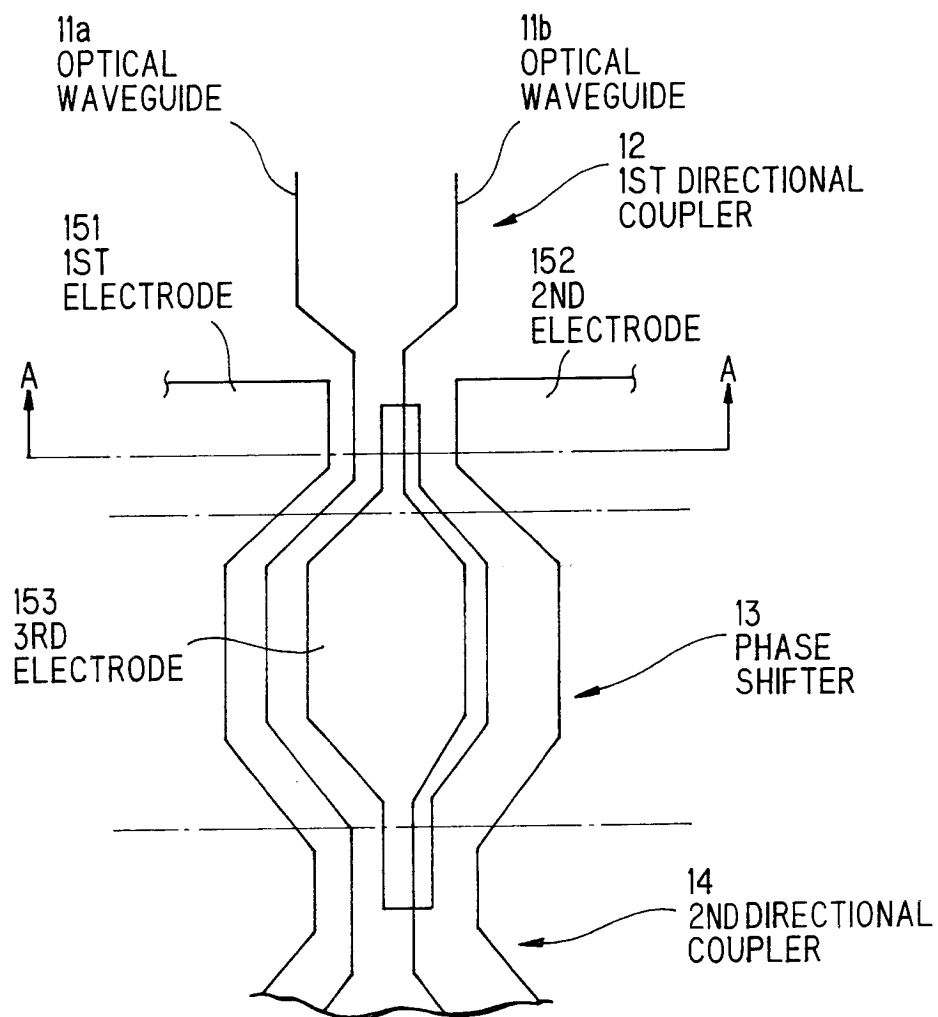 11a
OPTICAL
WAVEGUIDE
11b
OPTICAL
WAVEGUIDE
12
1ST DIRECTIONAL
COUPLER
151
1ST
ELECTRODE
152
2ND
ELECTRODE
A
A
153
3RD
ELECTRODE
13
PHASE
SHIFTER
14
2ND DIRECTIONAL
COUPLER